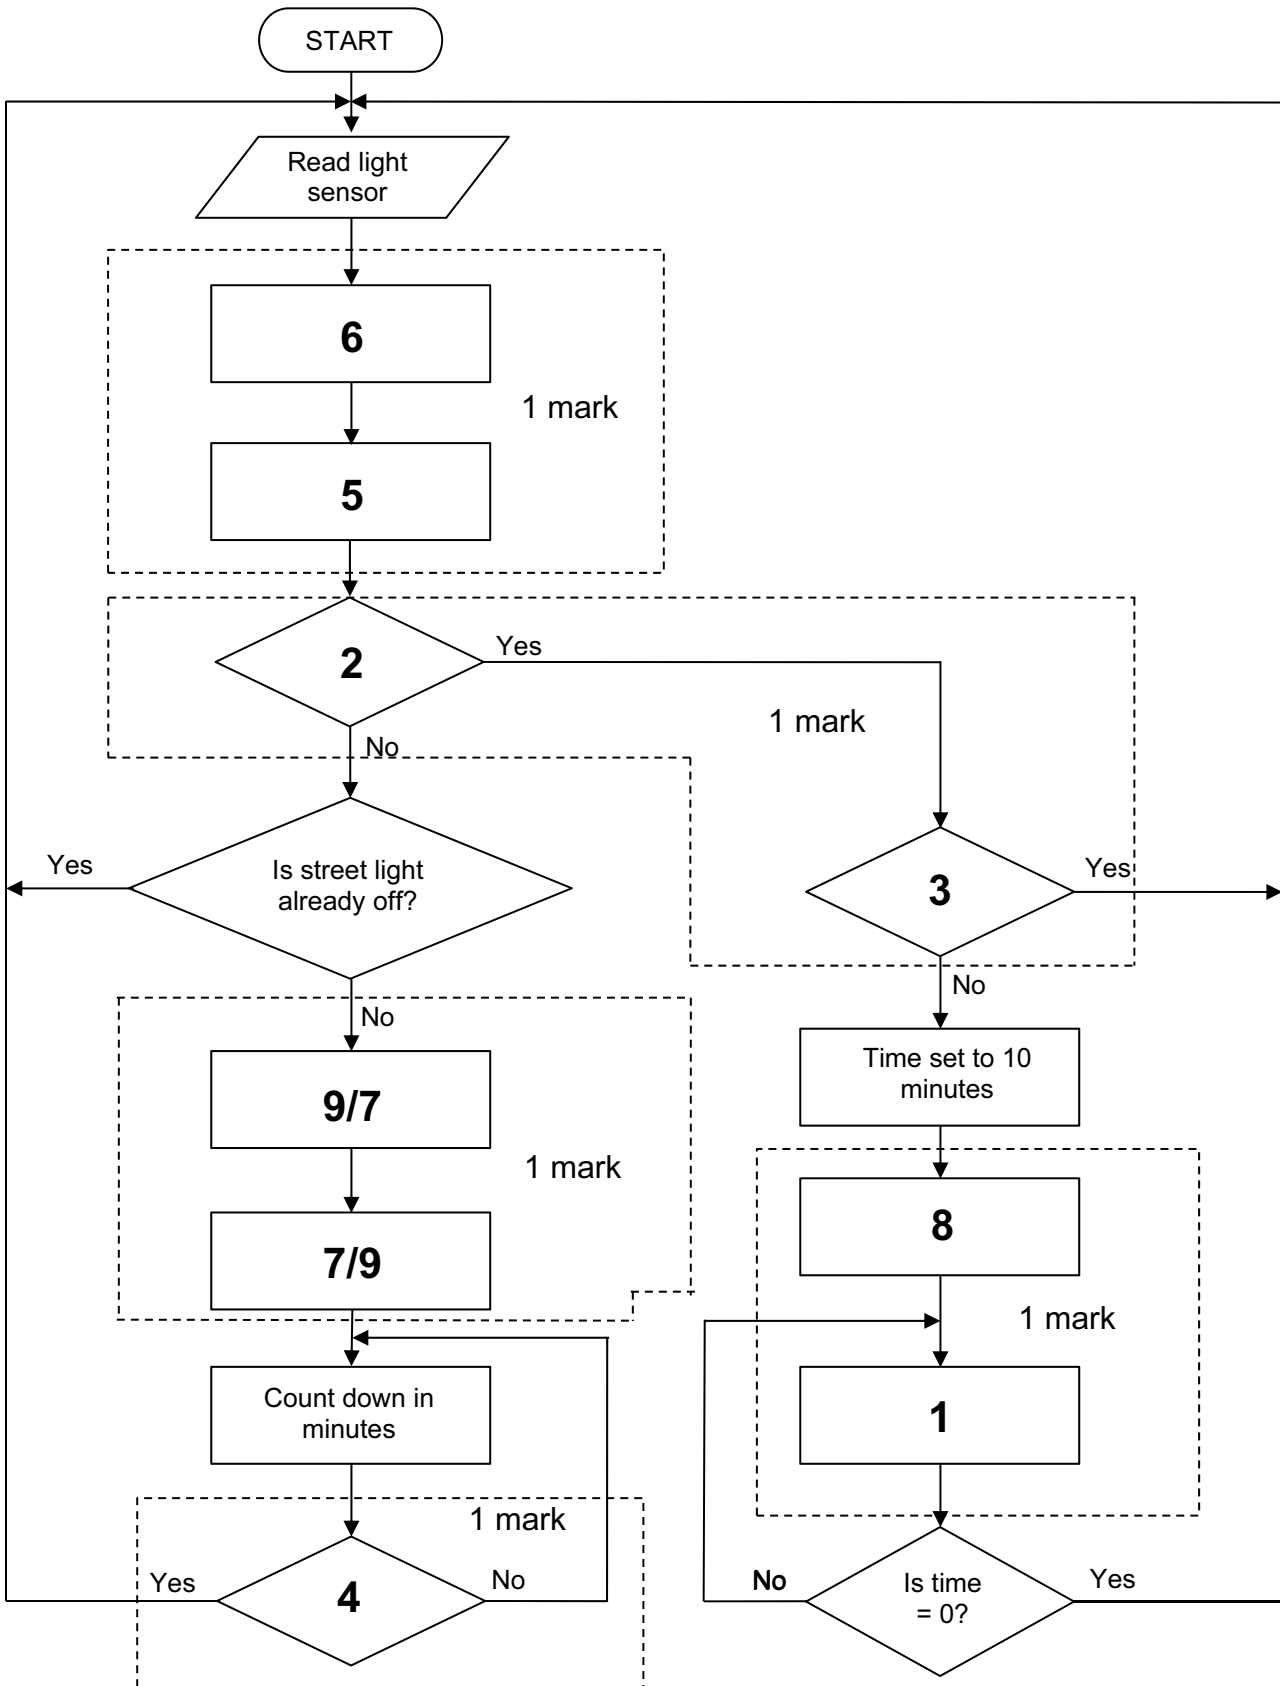 START
Read light
sensor
6
1 mark
5
2
Yes
1 mark
No
Is street light
already off?
Yes
3
Yes
No
No
Time set to 10
minutes
9/7
1 mark
7/9
8
1 mark
1
Count down in
minutes
1 mark
4
Yes
No
No
Is time
= 0?
Yes